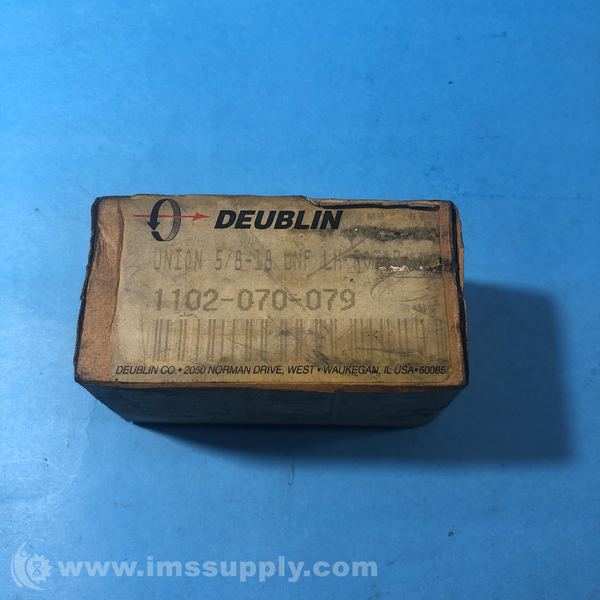 DEUBLIN
UNION 5/8-18 UNF LH
1102-070-079
DEUBLIN CO. • 2050 NORMAN DRIVE, WEST • WAUKEGAN, IL USA • 60085
www.imssupply.com